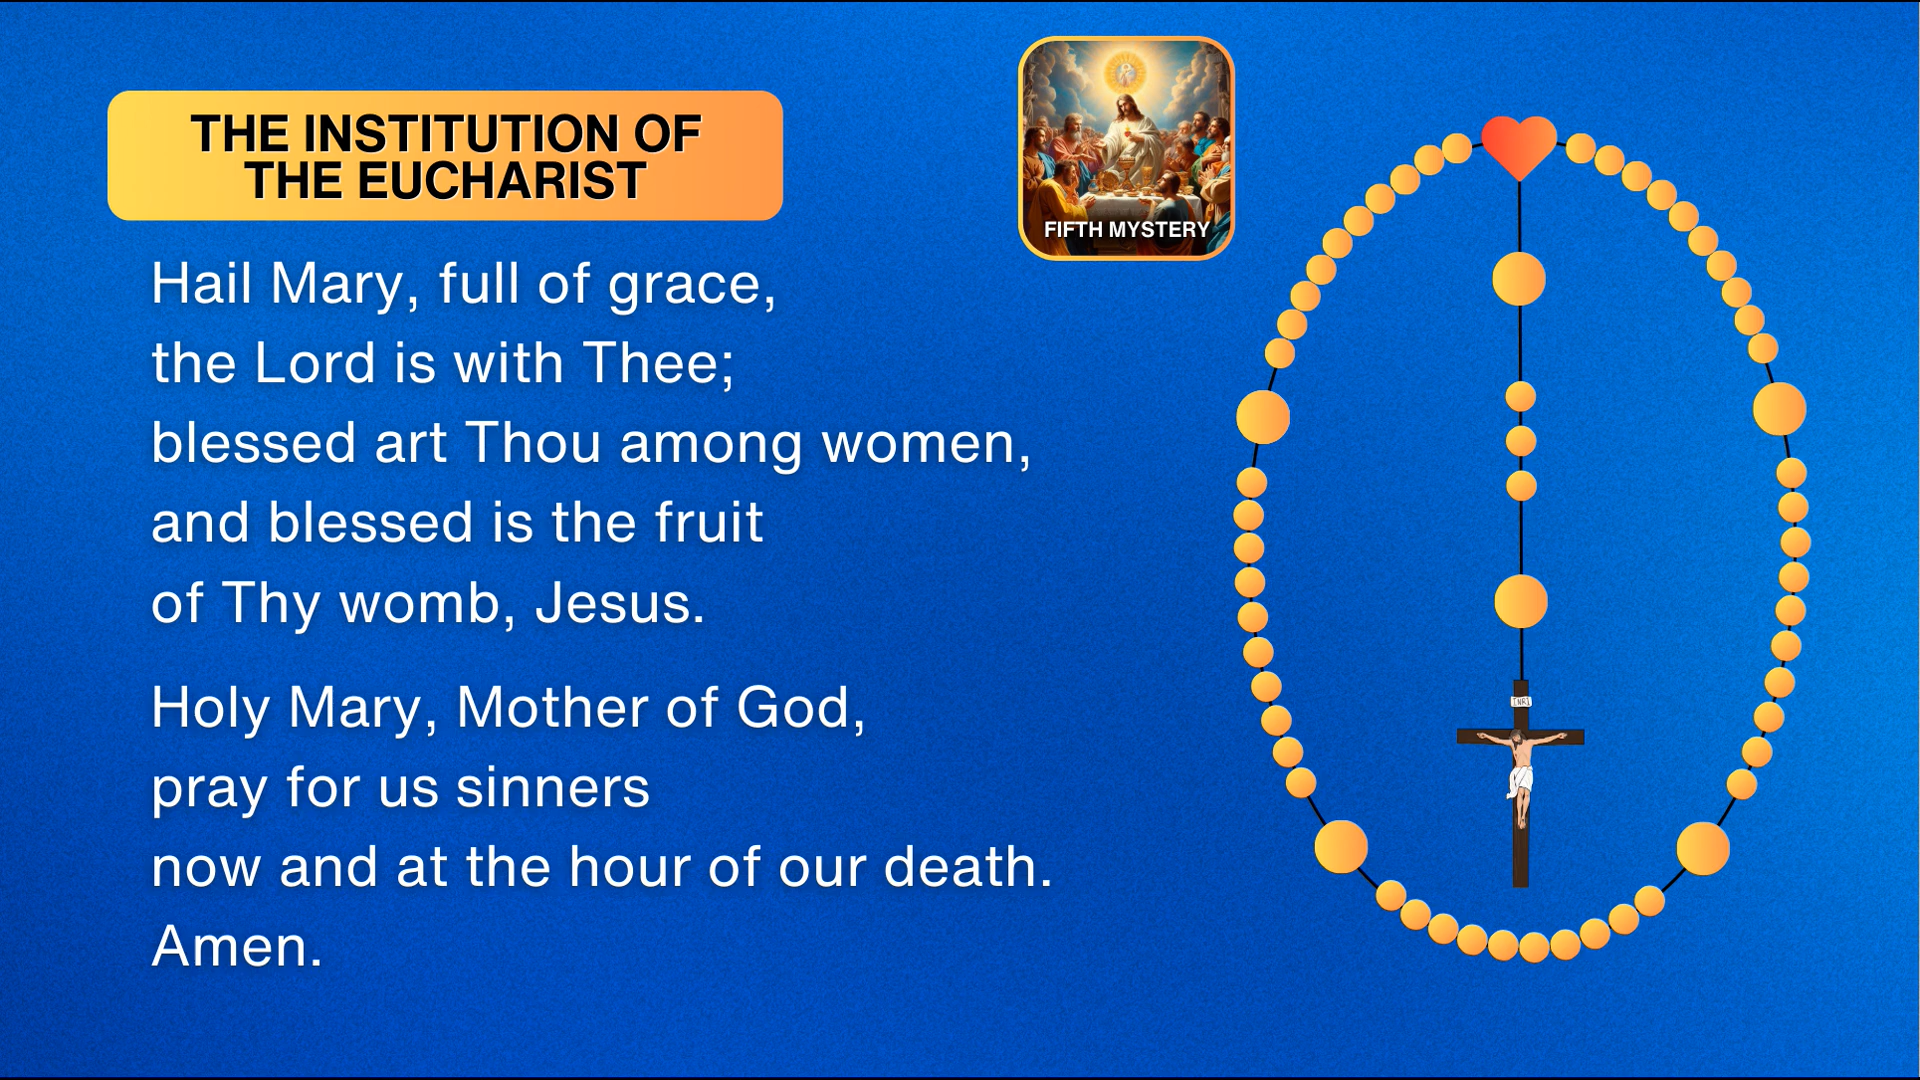 THE INSTITUTION OF
THE EUCHARIST
FIFTH MYSTERY
Hail Mary, full of grace,
the Lord is with Thee;
blessed art Thou among women,
and blessed is the fruit
of Thy womb, Jesus.
Holy Mary, Mother of God,
pray for us sinners
now and at the hour of our death.
Amen.
INRI